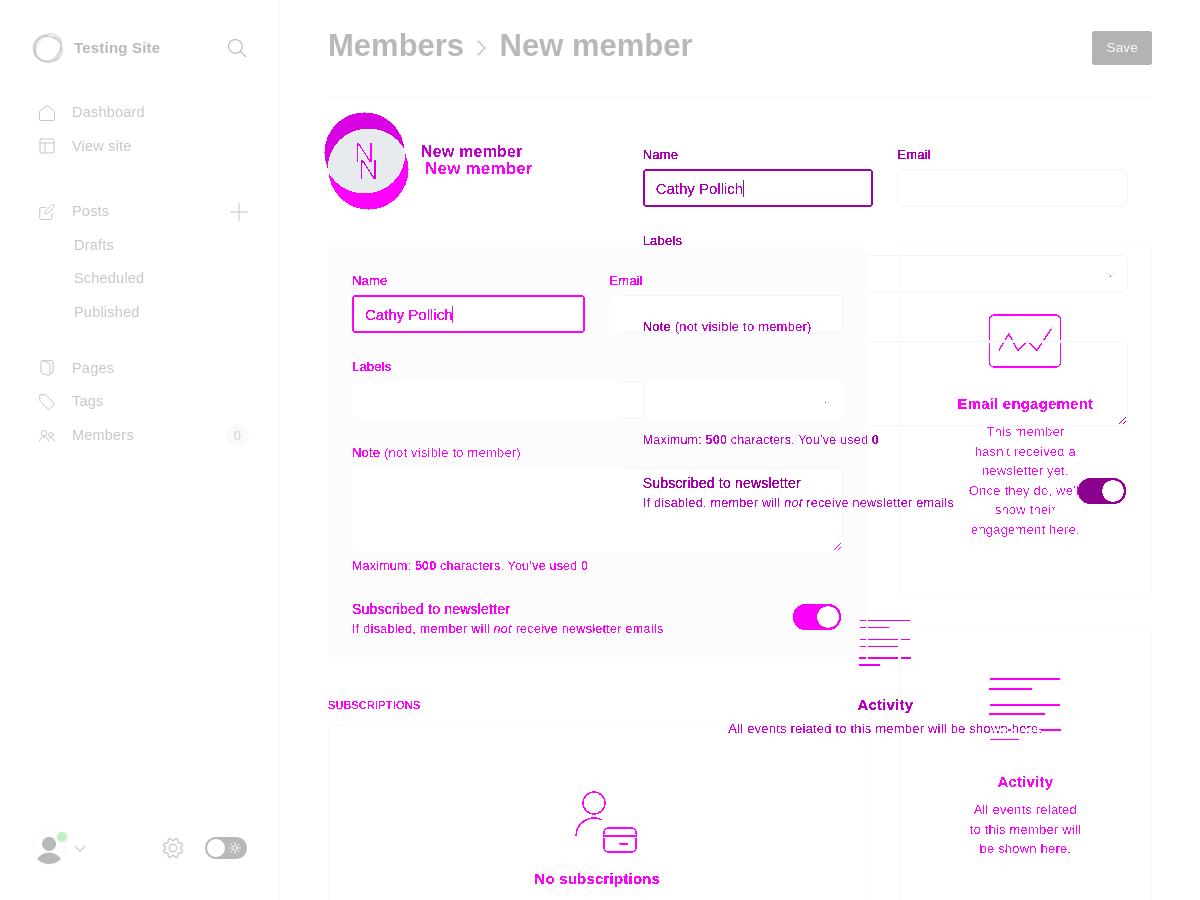 Testing Site
Members > New member
Save
Dashboard
View site
Posts
Drafts
Scheduled
Published
Pages
Tags
Members
0
N
N
New member
New member
Name
Email
Cathy Pollich
Labels
Name
Email
Cathy Pollich
Note (not visible to member)
Labels
Maximum: 500 characters. You've used 0
Note (not visible to member)
Subscribed to newsletter
If disabled, member will not receive newsletter emails
Maximum: 500 characters. You've used 0
Subscribed to newsletter
If disabled, member will not receive newsletter emails
Email engagement
This member
hasn't received a
newsletter yet.
Once they do, we'll
show their
engagement here.
SUBSCRIPTIONS
Activity
All events related to this member will be shown here.
Activity
All events related
to this member will
be shown here.
No subscriptions